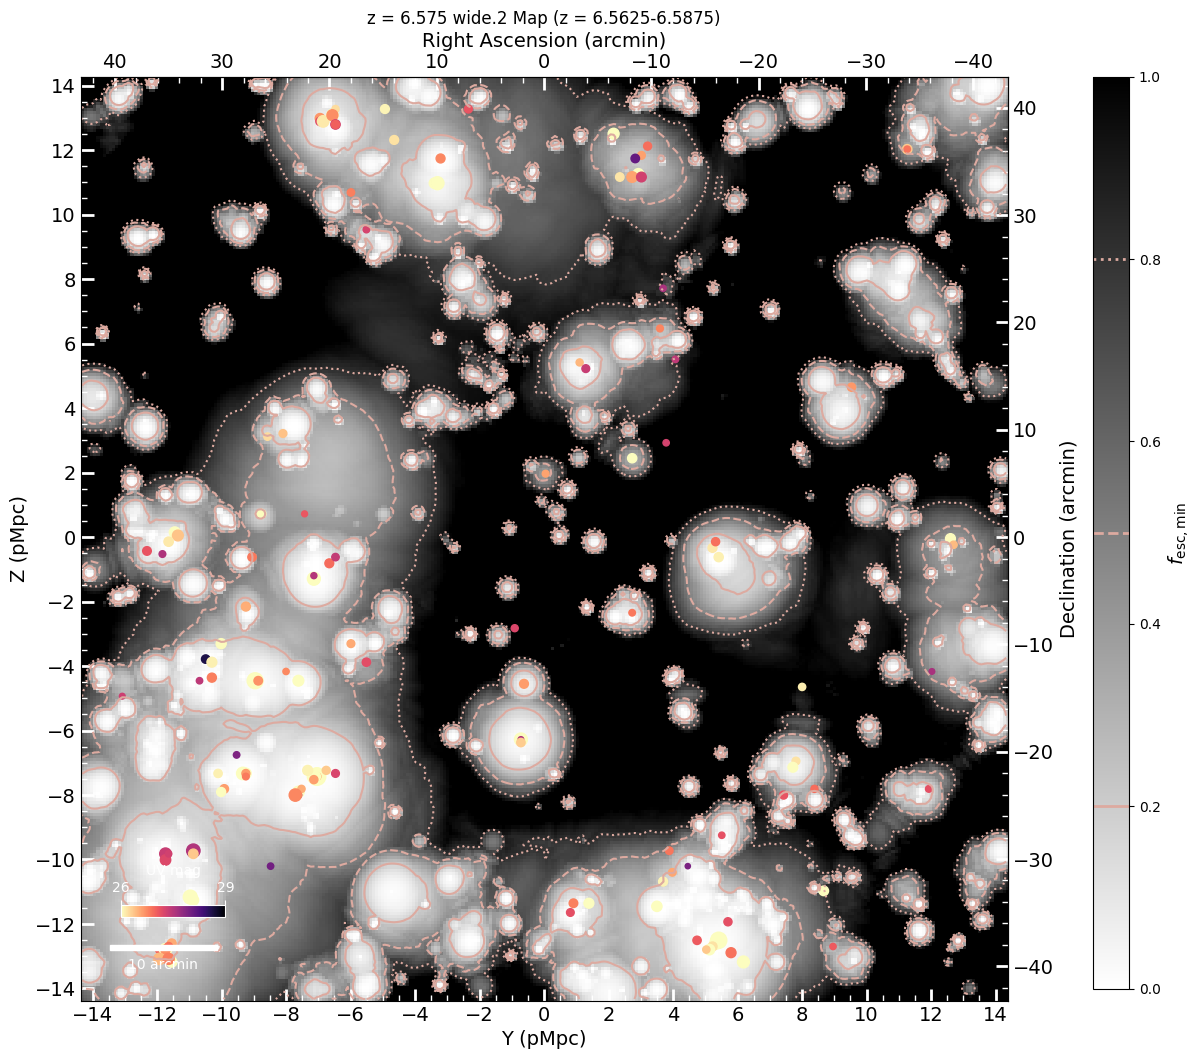 z = 6.575 wide.2 Map (z = 6.5625-6.5875)
Right Ascension (arcmin)
40 30 20 10 0 −10 −20 −30 −40
14 12 10 8 6 4 2 0 −2 −4 −6 −8 −10 −12 −14
Z (pMpc)
40 30 20 10 0 −10 −20 −30 −40
Declination (arcmin)
1.0 0.8 0.6 0.4 0.2 0.0
f_esc,min
mag
26 29
10 arcmin
−14 −12 −10 −8 −6 −4 −2 0 2 4 6 8 10 12 14
Y (pMpc)